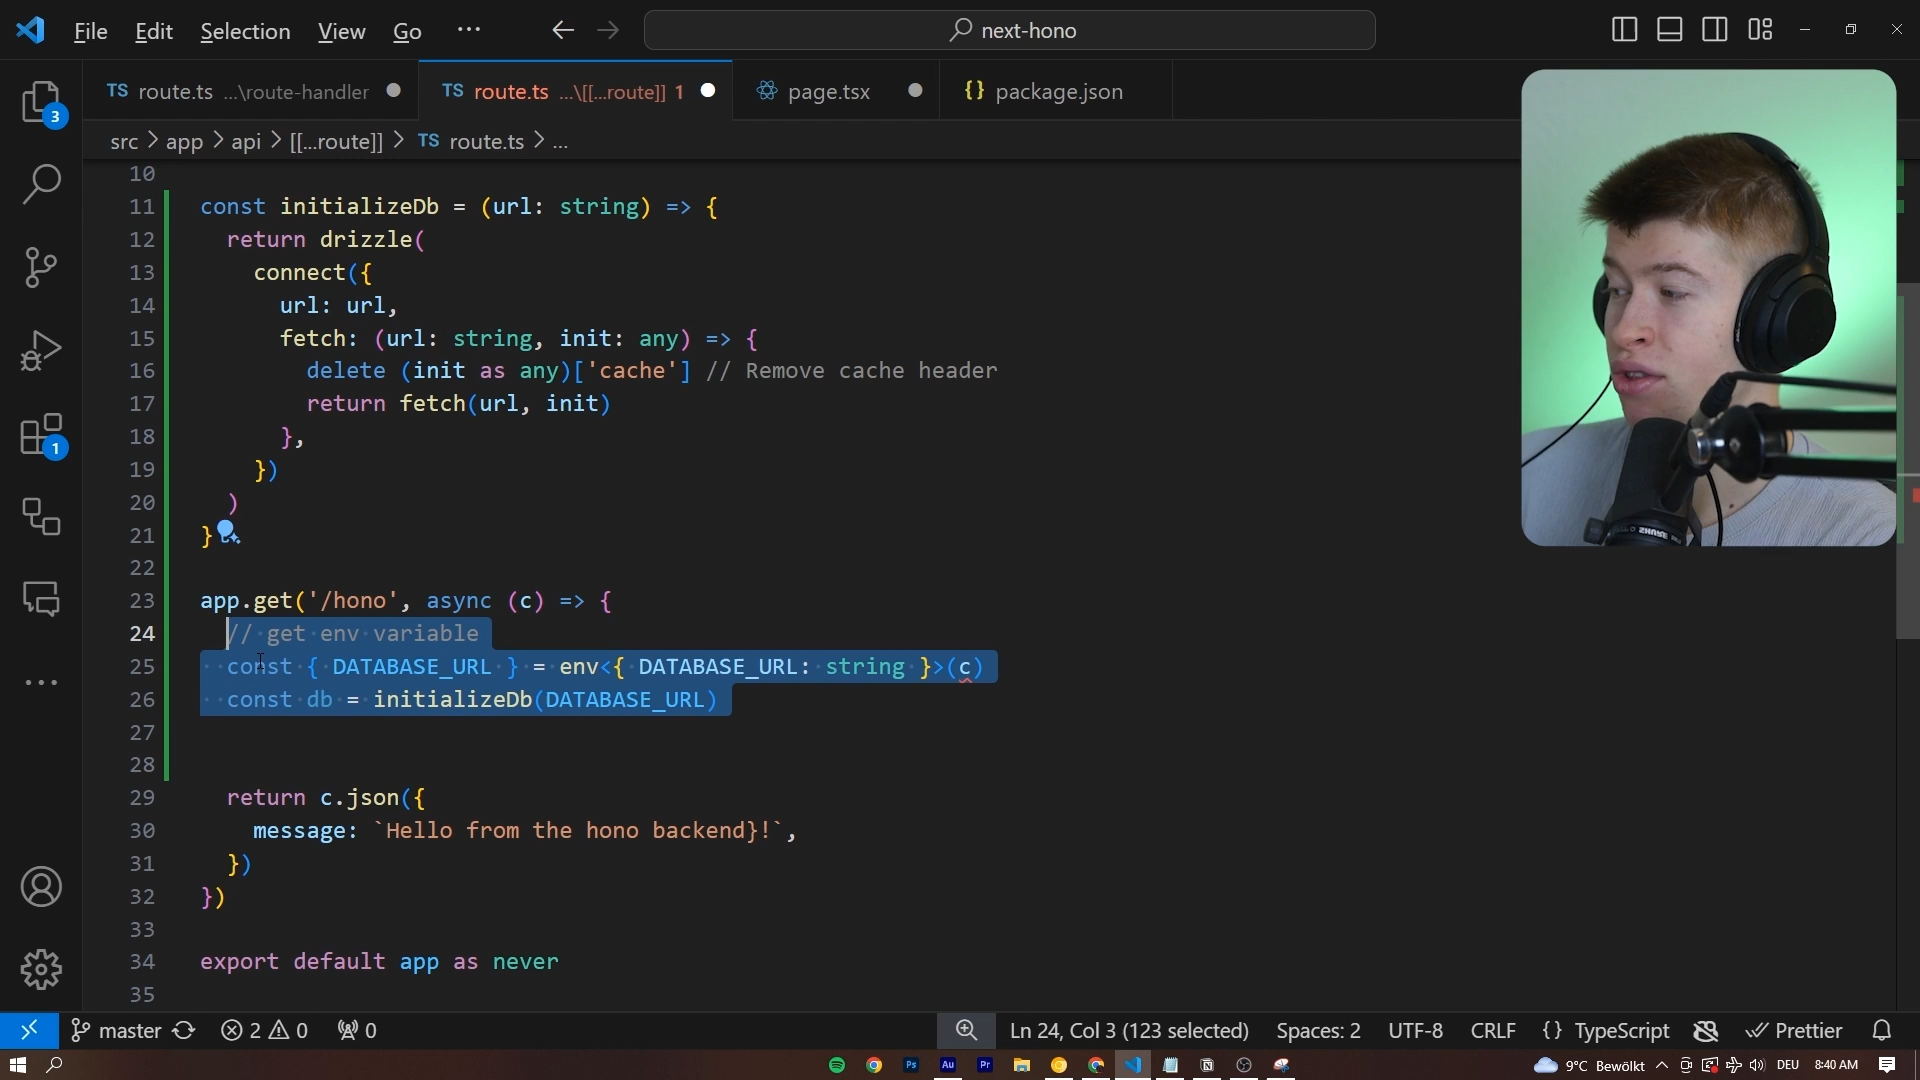 File Edit Selection View Go ··· next-hono
TS route.ts ...\route-handler TS route.ts ...\[[...route]] 1 page.tsx {} package.json
src > app > api > [[...route]] > TS route.ts > ...
10
11 const initializeDb = (url: string) => {
12 return drizzle(
13 connect({
14 url: url,
15 fetch: (url: string, init: any) => {
16 delete (init as any)['cache'] // Remove cache header
17 return fetch(url, init)
18 },
19 })
20 )
21 }
22
23 app.get('/hono', async (c) => {
24 // get env variable
25 const { DATABASE_URL } = env<{ DATABASE_URL: string }>(c)
26 const db = initializeDb(DATABASE_URL)
27
28
29 return c.json({
30 message: `Hello from the hono backend}!`,
31 })
32 })
33
34 export default app as never
35
3
1
SHURE
master 2 0 0 Ln 24, Col 3 (123 selected) Spaces: 2 UTF-8 CRLF {} TypeScript Prettier
Ps Au Pr 9°C Bewölkt DEU 8:40 AM